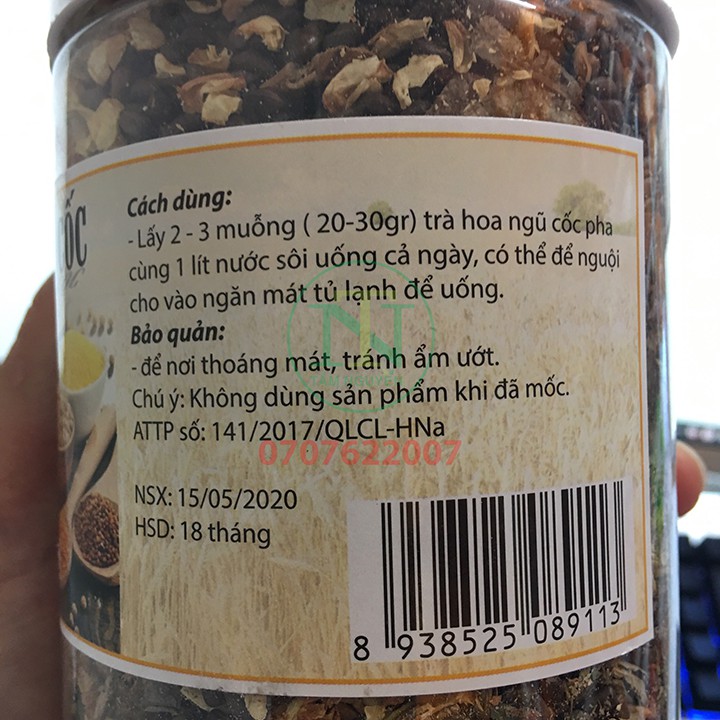 ỐC
Cách dùng:
- Lấy 2 - 3 muỗng ( 20-30gr) trà hoa ngũ cốc pha
cùng 1 lít nước sôi uống cả ngày, có thể để nguội
cho vào ngăn mát tủ lạnh để uống.
Bảo quản:
- để nơi thoáng mát, tránh ẩm ướt.
Chú ý: Không dùng sản phẩm khi đã mốc.
ATTP số: 141/2017/QLCL-HNa
0707622007
NSX: 15/05/2020
HSD: 18 tháng
8 938525 089113